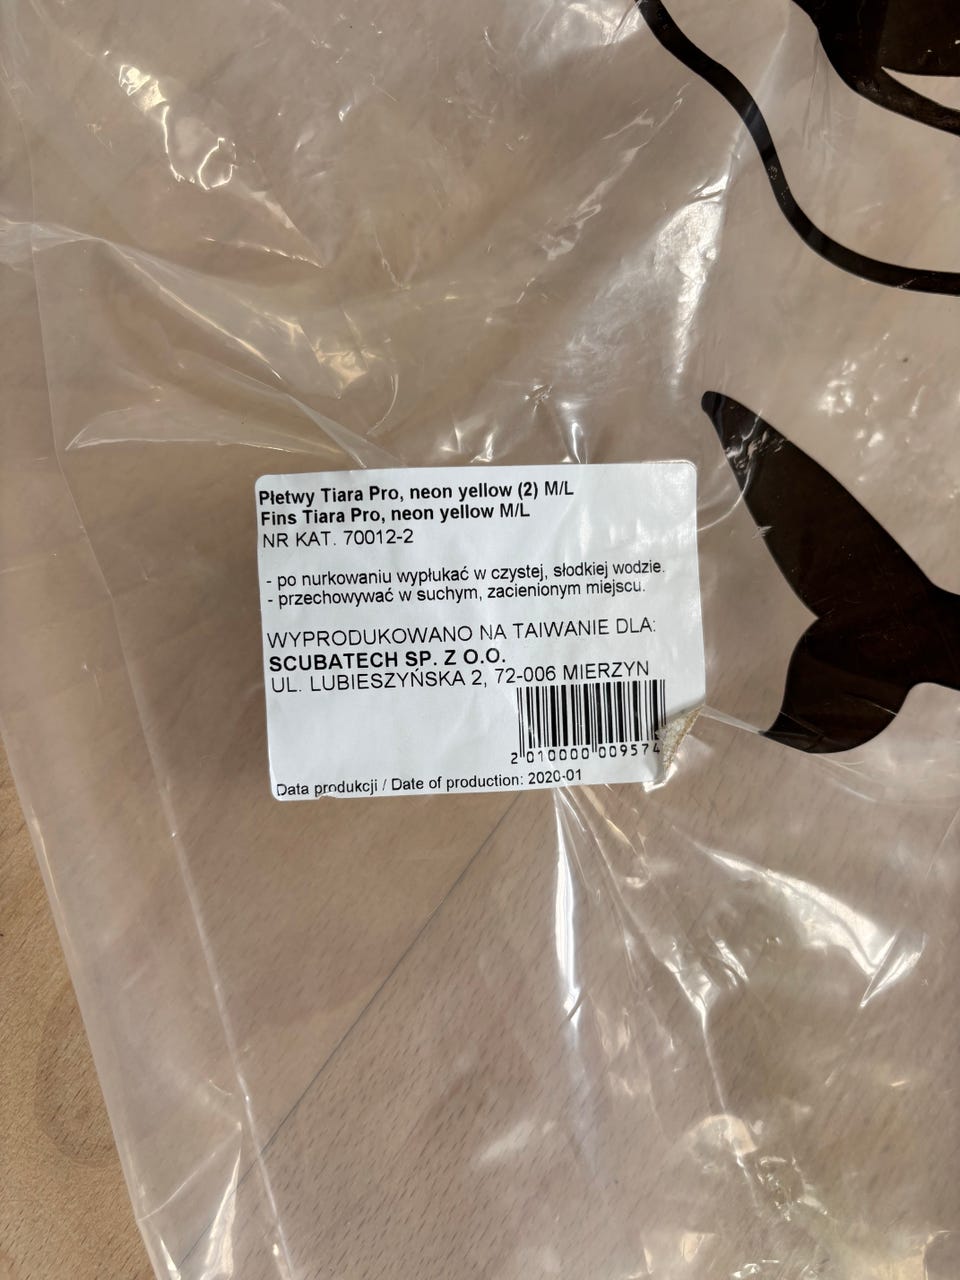 Płetwy Tiara Pro, neon yellow (2) M/L
Fins Tiara Pro, neon yellow M/L
NR KAT. 70012-2
- po nurkowaniu wypłukać w czystej, słodkiej wodzie.
- przechowywać w suchym, zacienionym miejscu.
WYPRODUKOWANO NA TAIWANIE DLA:
SCUBATECH SP. Z O.O.
UL. LUBIESZYŃSKA 2, 72-006 MIERZYN
2 010000 009574
Data produkcji / Date of production: 2020-01